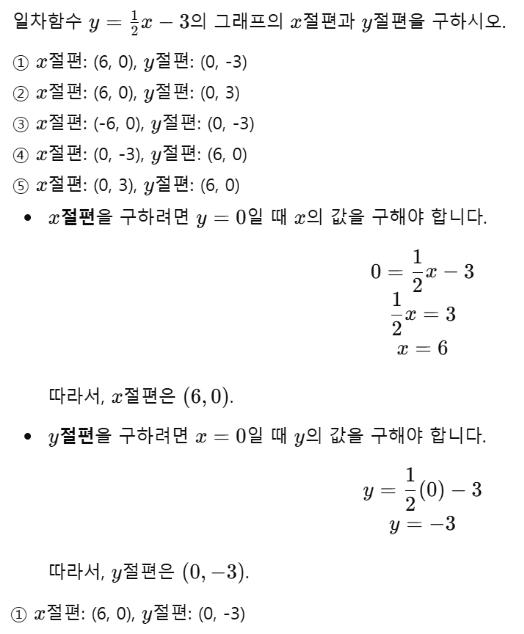 일차함수 y = 1/2 x − 3의 그래프의 x절편과 y절편을 구하시오.
① x절편: (6, 0), y절편: (0, -3)
② x절편: (6, 0), y절편: (0, 3)
③ x절편: (-6, 0), y절편: (0, -3)
④ x절편: (0, -3), y절편: (6, 0)
⑤ x절편: (0, 3), y절편: (6, 0)
• x절편을 구하려면 y = 0일 때 x의 값을 구해야 합니다.
0 = 1/2 x − 3
1/2 x = 3
x = 6
따라서, x절편은 (6, 0).
• y절편을 구하려면 x = 0일 때 y의 값을 구해야 합니다.
y = 1/2 (0) − 3
y = −3
따라서, y절편은 (0, −3).
① x절편: (6, 0), y절편: (0, -3)